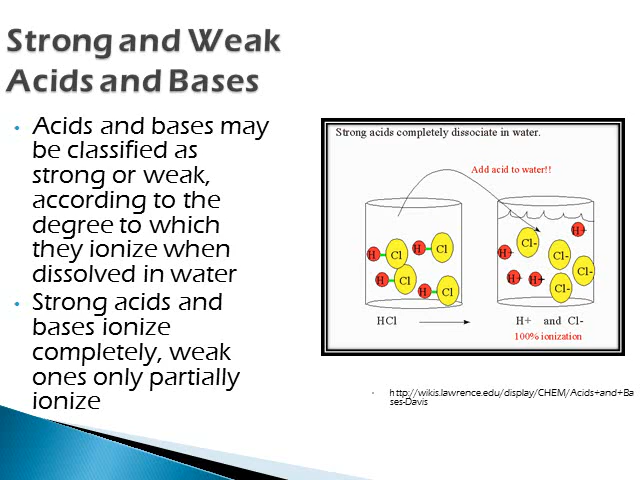 Strong and Weak
Acids and Bases
• Acids and bases may
be classified as
strong or weak,
according to the
degree to which
they ionize when
dissolved in water
• Strong acids and
bases ionize
completely, weak
ones only partially
ionize
Strong acids completely dissociate in water.
Add acid to water!!
H Cl
H Cl
H Cl
H Cl
H+
H+
H+
H+
Cl-
Cl-
Cl-
Cl-
HCl
H+ and Cl-
100% ionization
• http://wikis.lawrence.edu/display/CHEM/Acids+and+Ba
ses-Davis